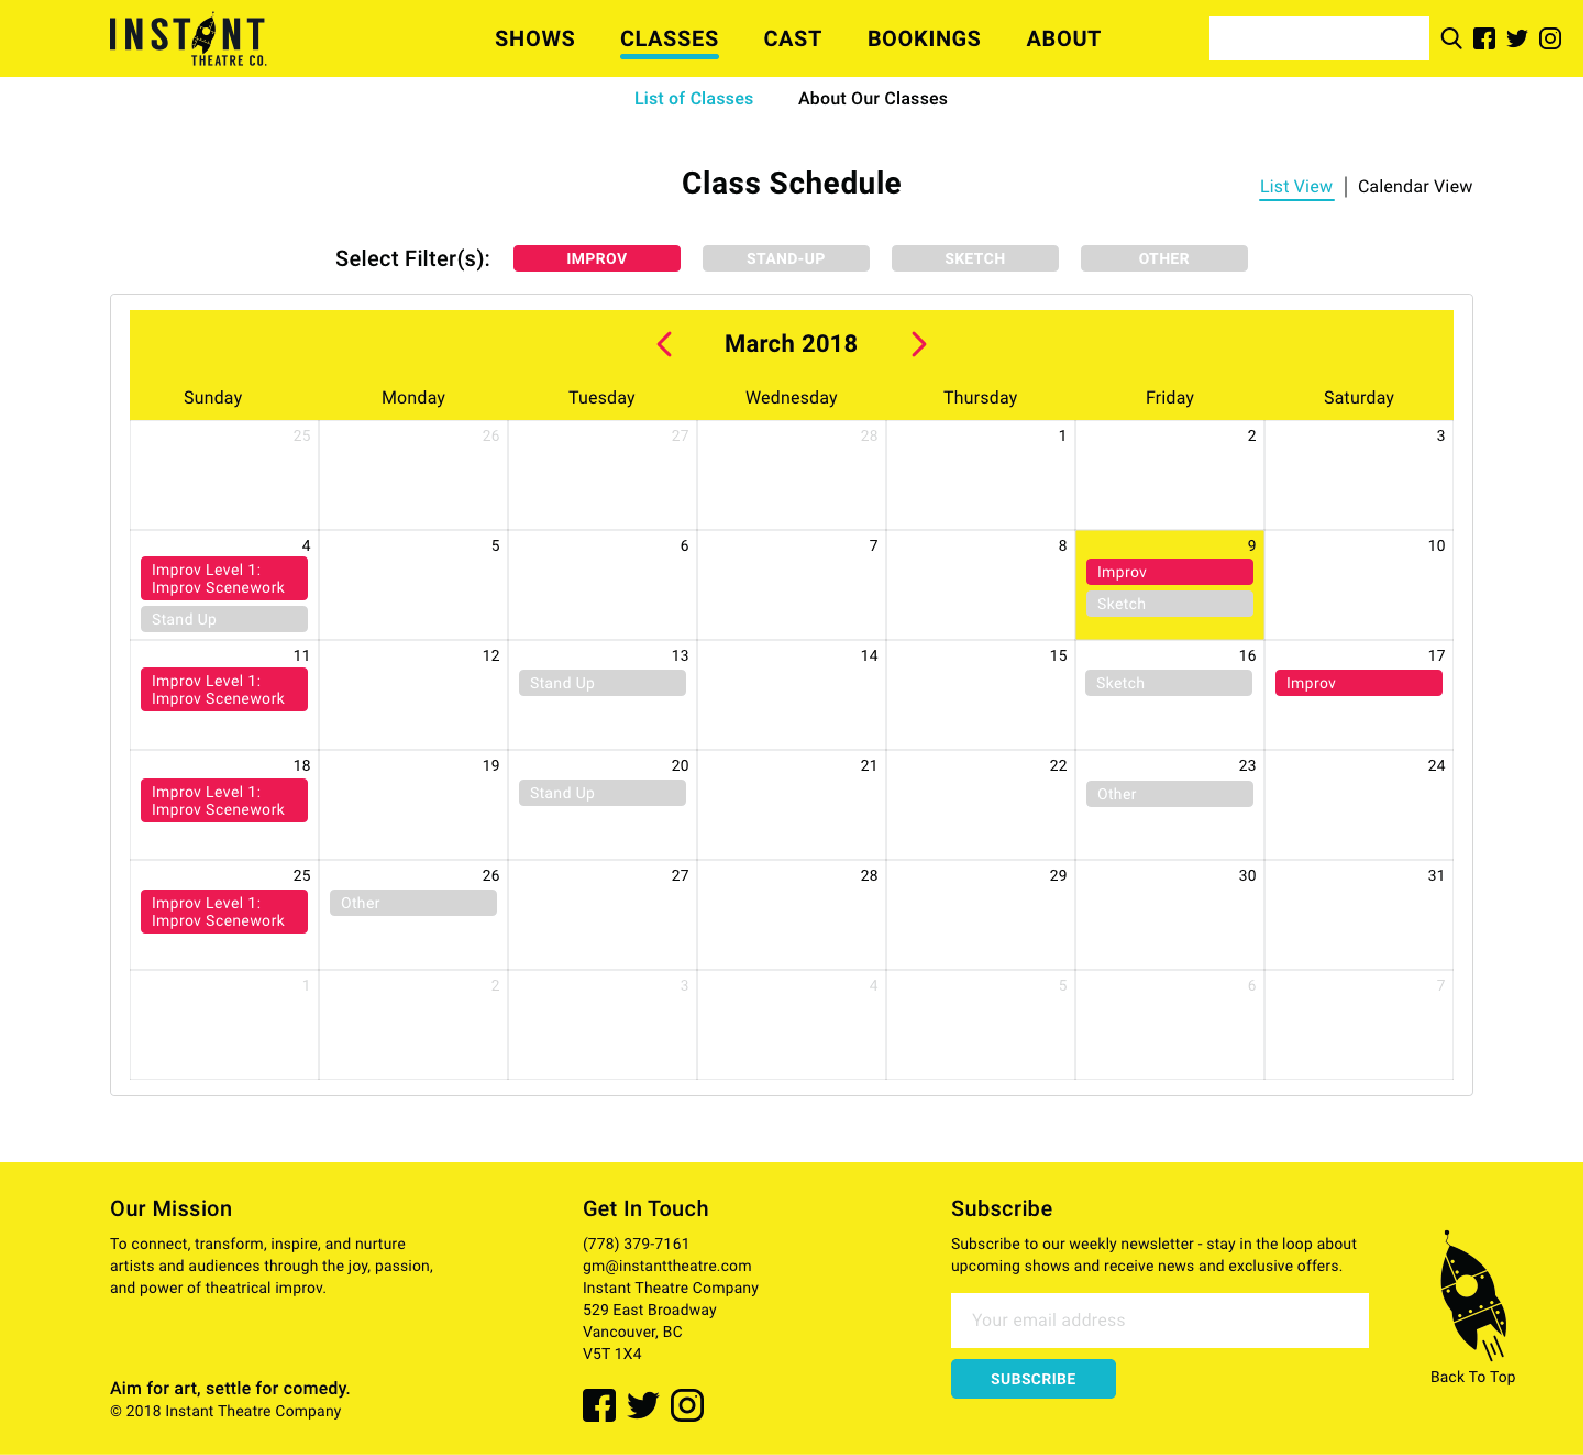 INSTANT
THEATRE CO.
SHOWS CLASSES CAST BOOKINGS ABOUT
List of Classes About Our Classes
Class Schedule
List View | Calendar View
Select Filter(s): IMPROV STAND-UP SKETCH OTHER
March 2018
Sunday Monday Tuesday Wednesday Thursday Friday Saturday
25 26 27 28 1 2 3
4 5 6 7 8 9 10
Improv Level 1:
Improv Scenework
Stand Up
Improv
Sketch
11 12 13 14 15 16 17
Improv Level 1:
Improv Scenework
Stand Up
Sketch
Improv
18 19 20 21 22 23 24
Improv Level 1:
Improv Scenework
Stand Up
Other
25 26 27 28 29 30 31
Improv Level 1:
Improv Scenework
Other
1 2 3 4 5 6 7
Our Mission
To connect, transform, inspire, and nurture
artists and audiences through the joy, passion,
and power of theatrical improv.
Aim for art, settle for comedy.
© 2018 Instant Theatre Company
Get In Touch
(778) 379-7161
gm@instanttheatre.com
Instant Theatre Company
529 East Broadway
Vancouver, BC
V5T 1X4
Subscribe
Subscribe to our weekly newsletter - stay in the loop about
upcoming shows and receive news and exclusive offers.
Your email address
SUBSCRIBE
Back To Top